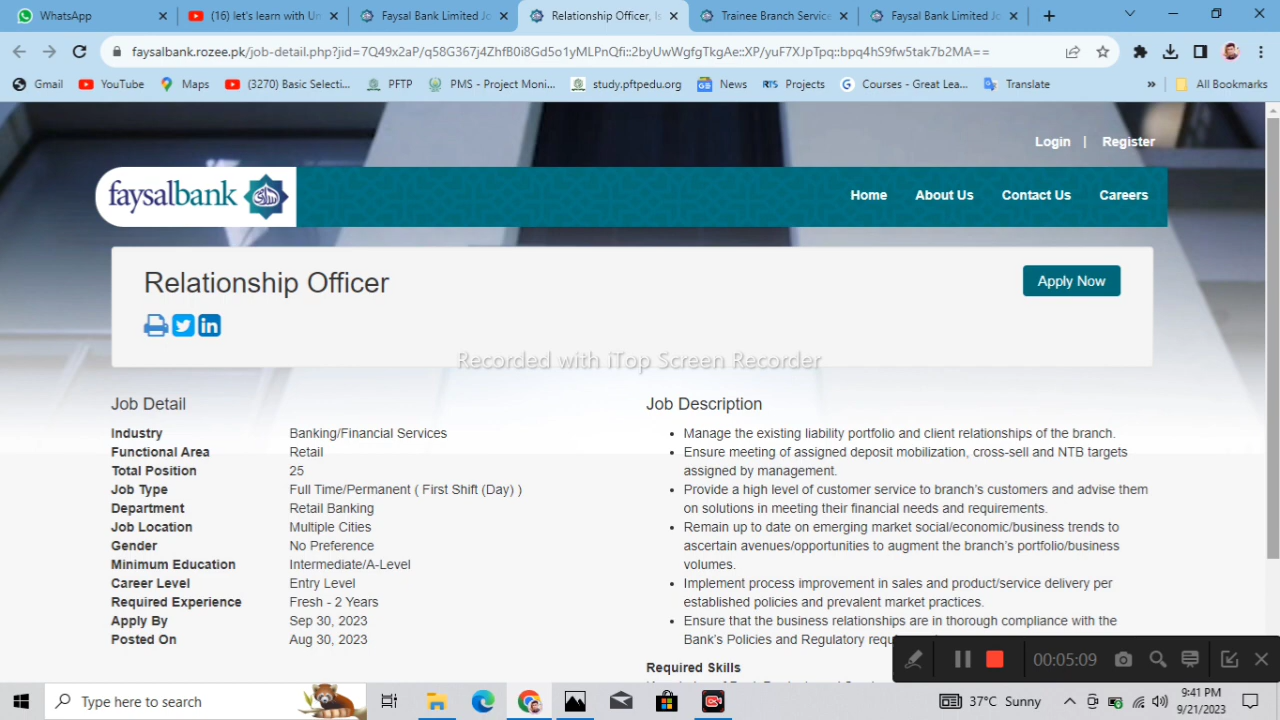 WhatsApp
(16) let's learn with Un
Faysal Bank Limited Jo
Relationship Officer, Is
Trainee Branch Service
Faysal Bank Limited Jo
faysalbank.rozee.pk/job-detail.php?jid=7Q49x2aP/q58G367j4ZhfB0i8Gd5o1yMLPnQfi::2byUwWgfgTkgAe::XP/yuF7XJpTpq::bpq4hS9fw5tak7b2MA==
Gmail YouTube Maps (3270) Basic Selecti... PFTP PMS - Project Moni... study.pftpedu.org News RTS Projects Courses - Great Lea... Translate » All Bookmarks
Login | Register
faysalbank
Home About Us Contact Us Careers
Relationship Officer
Apply Now
Recorded with iTop Screen Recorder
Job Detail
Industry Banking/Financial Services
Functional Area Retail
Total Position 25
Job Type Full Time/Permanent ( First Shift (Day) )
Department Retail Banking
Job Location Multiple Cities
Gender No Preference
Minimum Education Intermediate/A-Level
Career Level Entry Level
Required Experience Fresh - 2 Years
Apply By Sep 30, 2023
Posted On Aug 30, 2023
Job Description
• Manage the existing liability portfolio and client relationships of the branch.
• Ensure meeting of assigned deposit mobilization, cross-sell and NTB targets
assigned by management.
• Provide a high level of customer service to branch's customers and advise them
on solutions in meeting their financial needs and requirements.
• Remain up to date on emerging market social/economic/business trends to
ascertain avenues/opportunities to augment the branch's portfolio/business
volumes.
• Implement process improvement in sales and product/service delivery per
established policies and prevalent market practices.
• Ensure that the business relationships are in thorough compliance with the
Bank's Policies and Regulatory requ
Required Skills
00:05:09
Type here to search
37°C Sunny
9:41 PM
9/21/2023